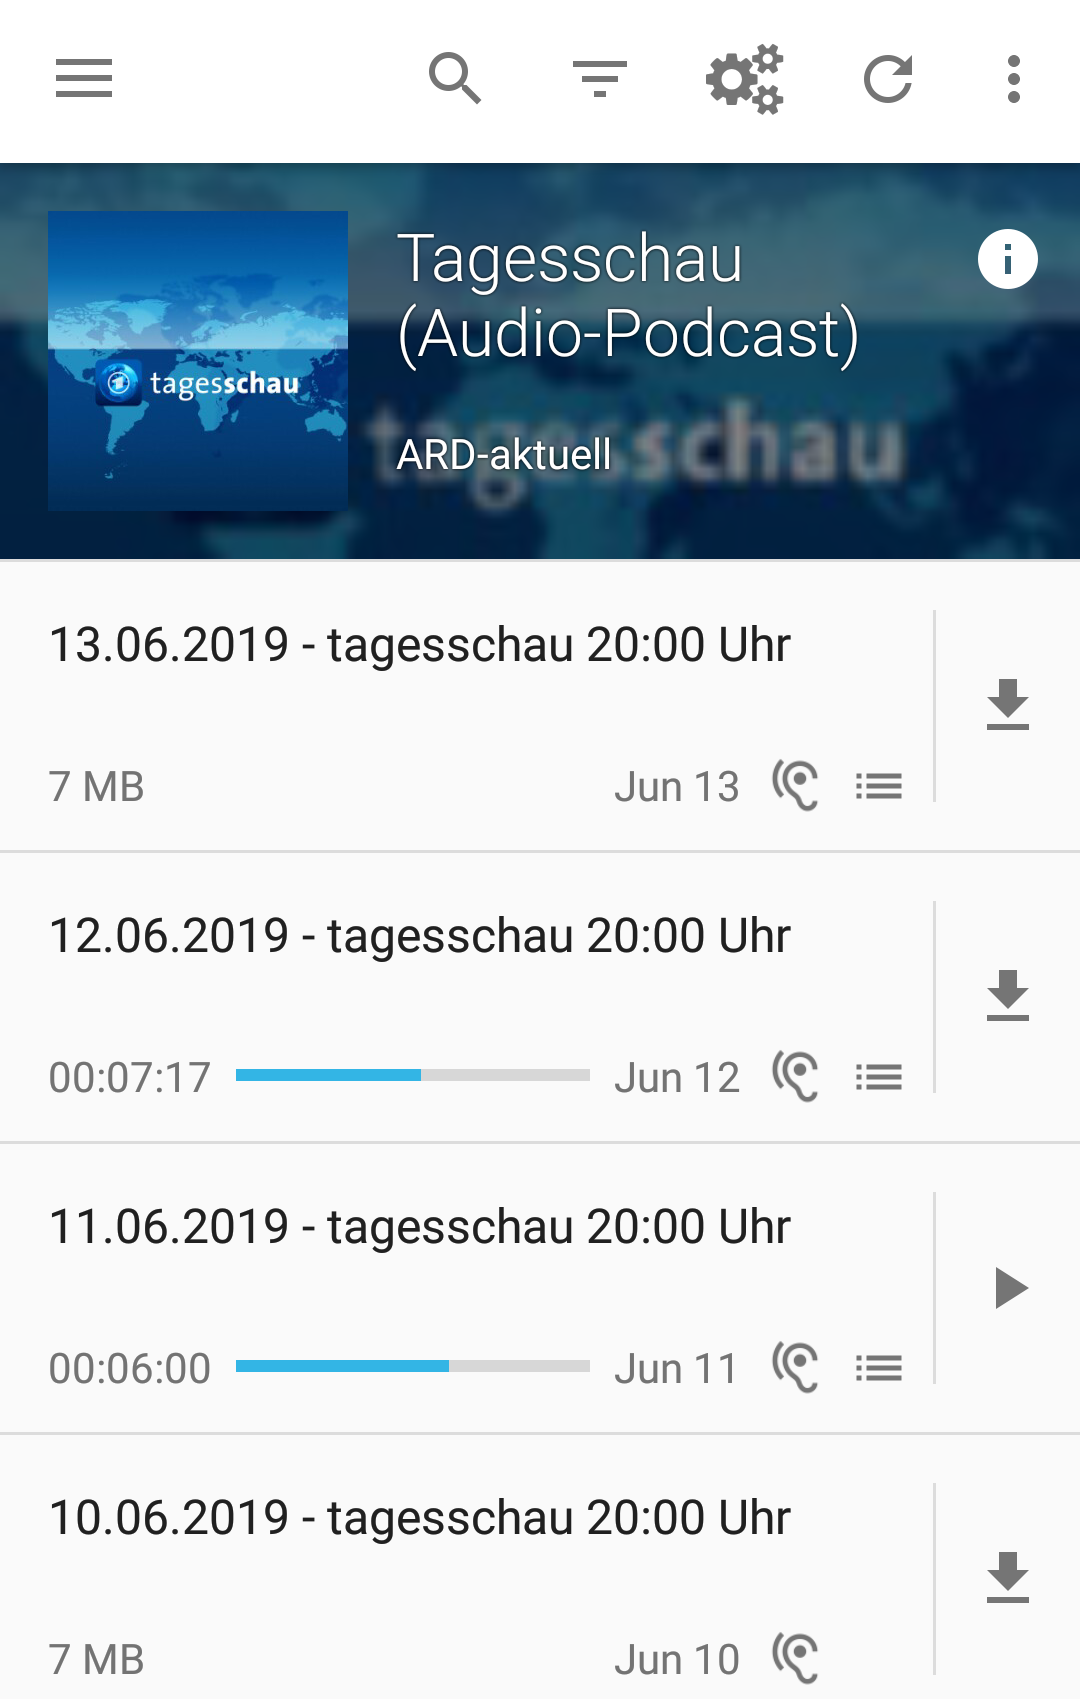 Tagesschau
(Audio-Podcast)
tagesschau
ARD-aktuell
tagesschau
13.06.2019 - tagesschau 20:00 Uhr
7 MB Jun 13
12.06.2019 - tagesschau 20:00 Uhr
00:07:17 Jun 12
11.06.2019 - tagesschau 20:00 Uhr
00:06:00 Jun 11
10.06.2019 - tagesschau 20:00 Uhr
7 MB Jun 10